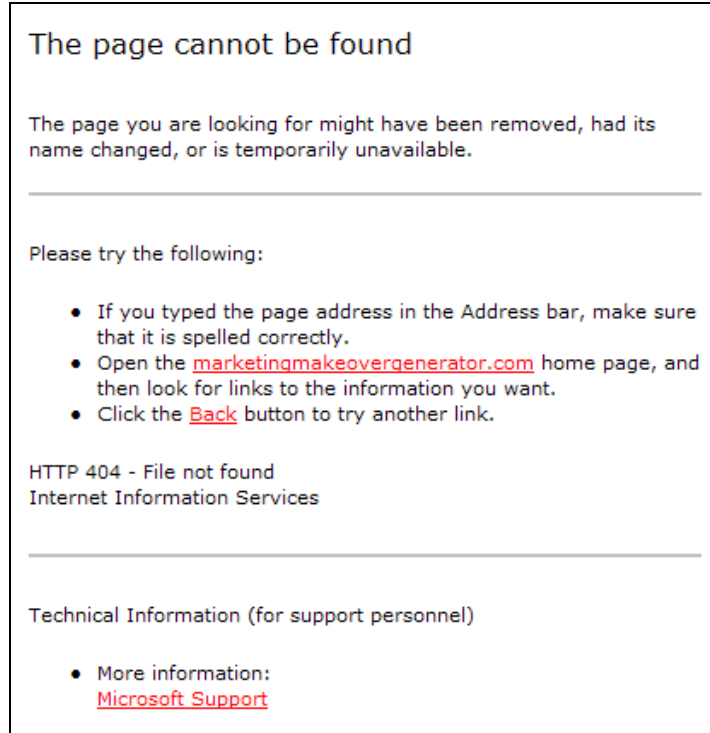 The page cannot be found
The page you are looking for might have been removed, had its
name changed, or is temporarily unavailable.
Please try the following:
● If you typed the page address in the Address bar, make sure
that it is spelled correctly.
● Open the marketingmakeovergenerator.com home page, and
then look for links to the information you want.
● Click the Back button to try another link.
HTTP 404 - File not found
Internet Information Services
Technical Information (for support personnel)
● More information:
Microsoft Support